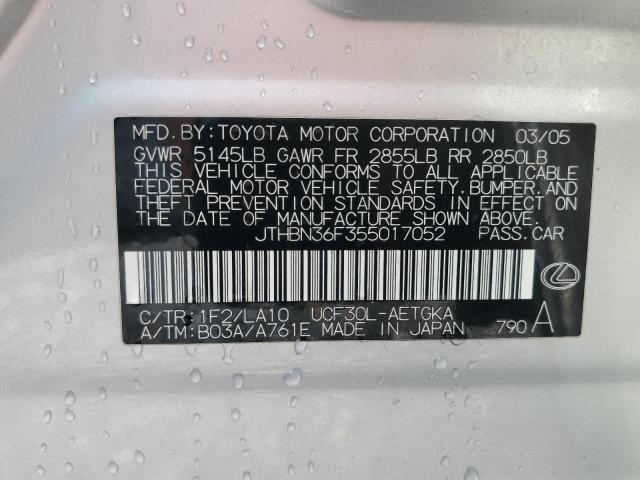 MFD. BY: TOYOTA MOTOR CORPORATION 03/05
GVWR 5145LB GAWR FR 2855LB RR 2850LB
THIS VEHICLE CONFORMS TO ALL APPLICABLE
FEDERAL MOTOR VEHICLE SAFETY, BUMPER, AND
THEFT PREVENTION STANDARDS IN EFFECT ON
THE DATE OF MANUFACTURE SHOWN ABOVE.
JTHBN36F355017052 PASS. CAR
C/TR: 1F2/LA10 UCF30L-AETGKA
A/TM: B03A/A761E MADE IN JAPAN 790 A